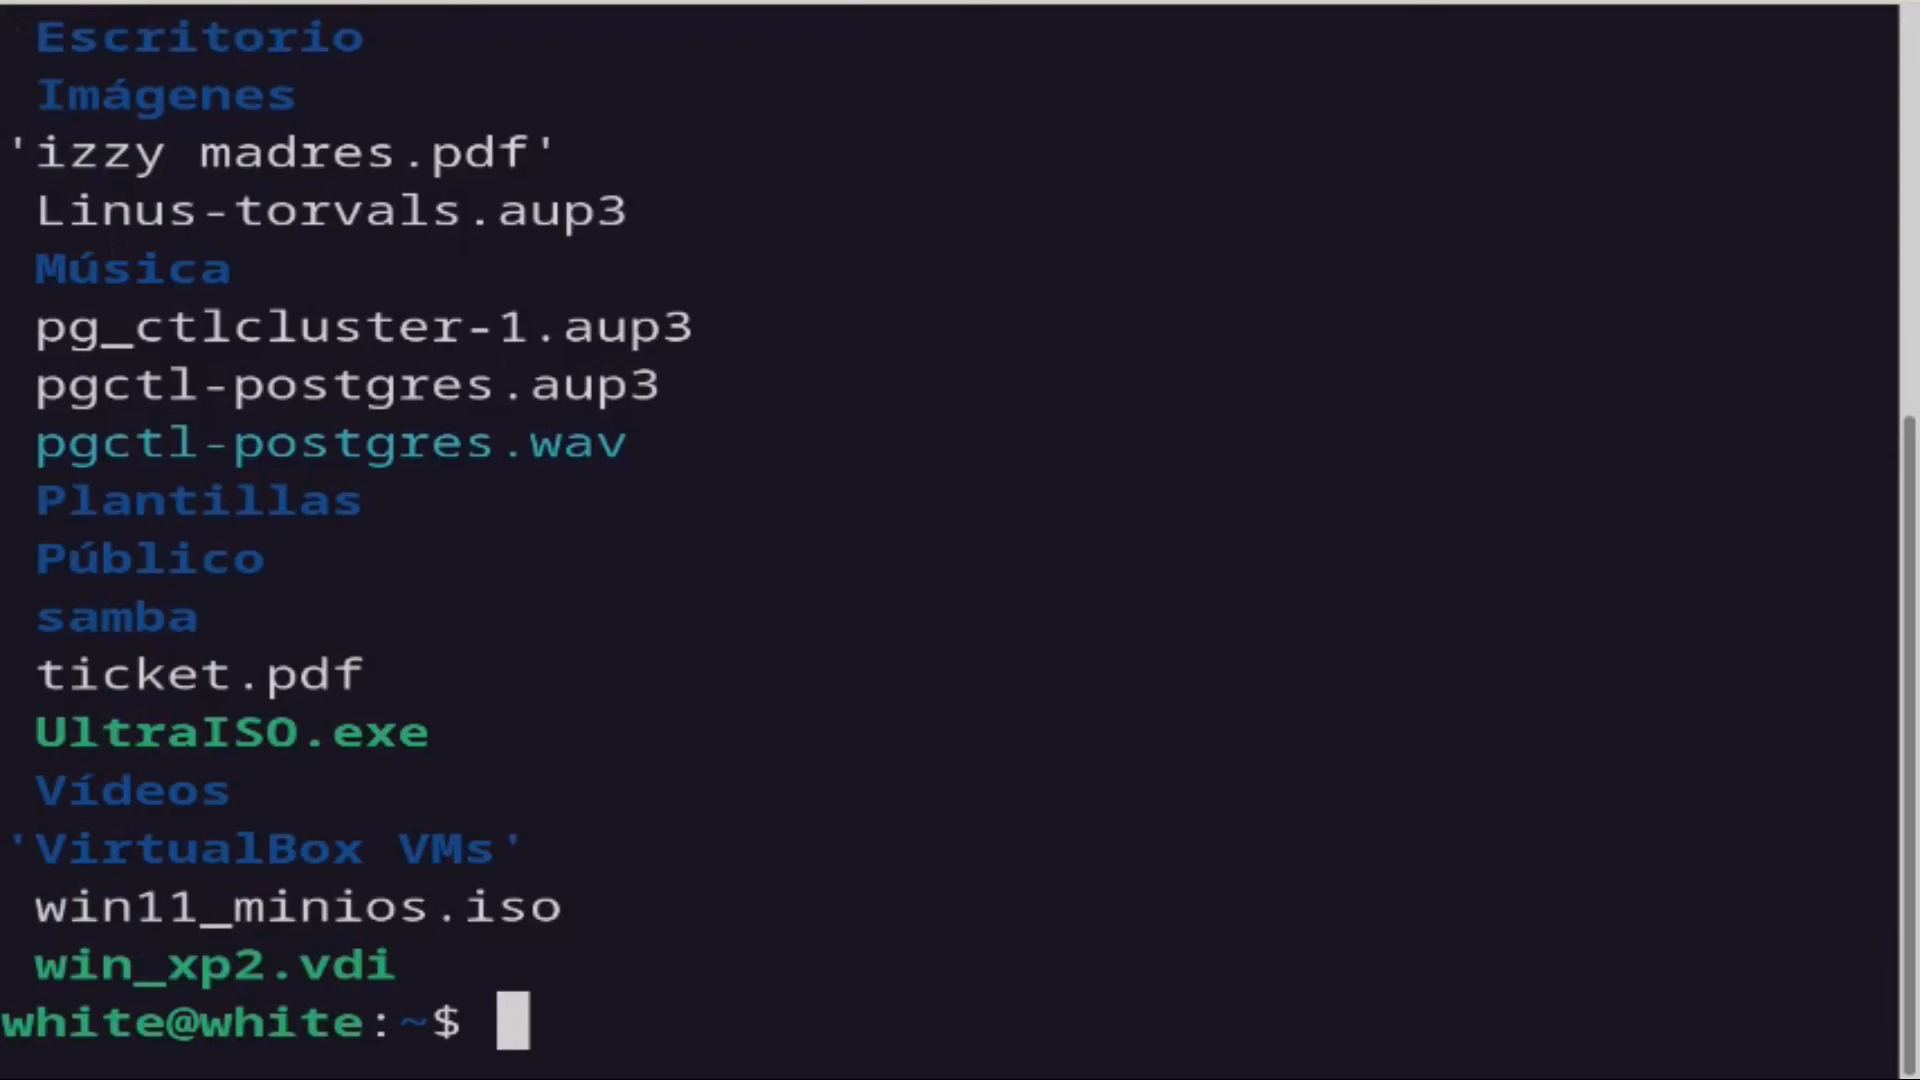 Escritorio
Imágenes
'izzy madres.pdf'
Linus-torvals.aup3
Música
pg_ctlcluster-1.aup3
pgctl-postgres.aup3
pgctl-postgres.wav
Plantillas
Público
samba
ticket.pdf
UltraISO.exe
Vídeos
'VirtualBox VMs'
win11_minios.iso
win_xp2.vdi
white@white:~$